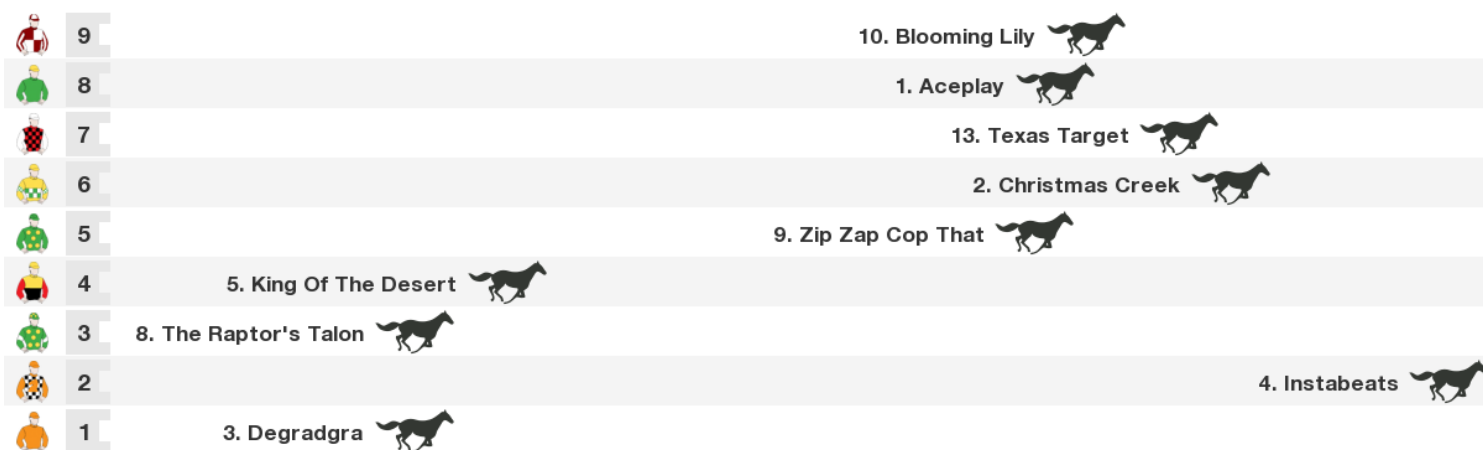 9 10. Blooming Lily
8 1. Aceplay
7 13. Texas Target
6 2. Christmas Creek
5 9. Zip Zap Cop That
4 5. King Of The Desert
3 8. The Raptor's Talon
2 4. Instabeats
1 3. Degradgra